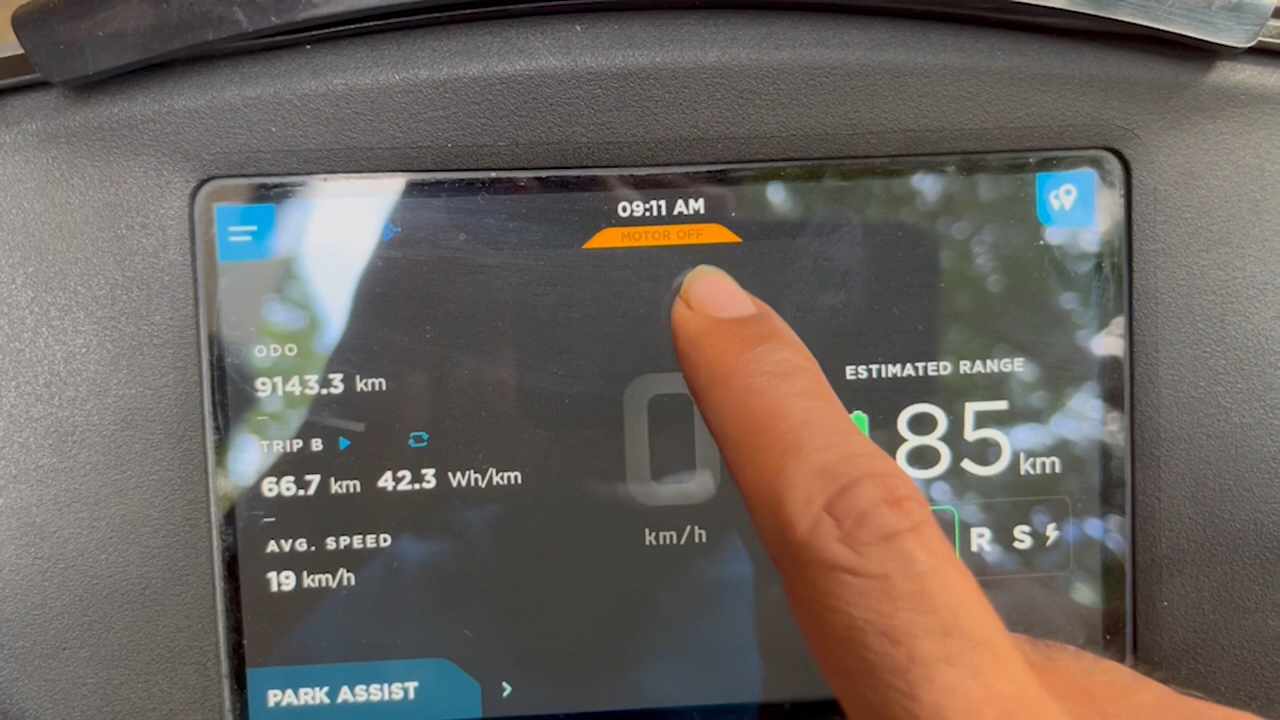 09:11 AM
MOTOR OFF
ODO
9143.3 km
TRIP B
66.7 km 42.3 Wh/km
AVG. SPEED
19 km/h
0
km/h
ESTIMATED RANGE
85 km
R S
PARK ASSIST